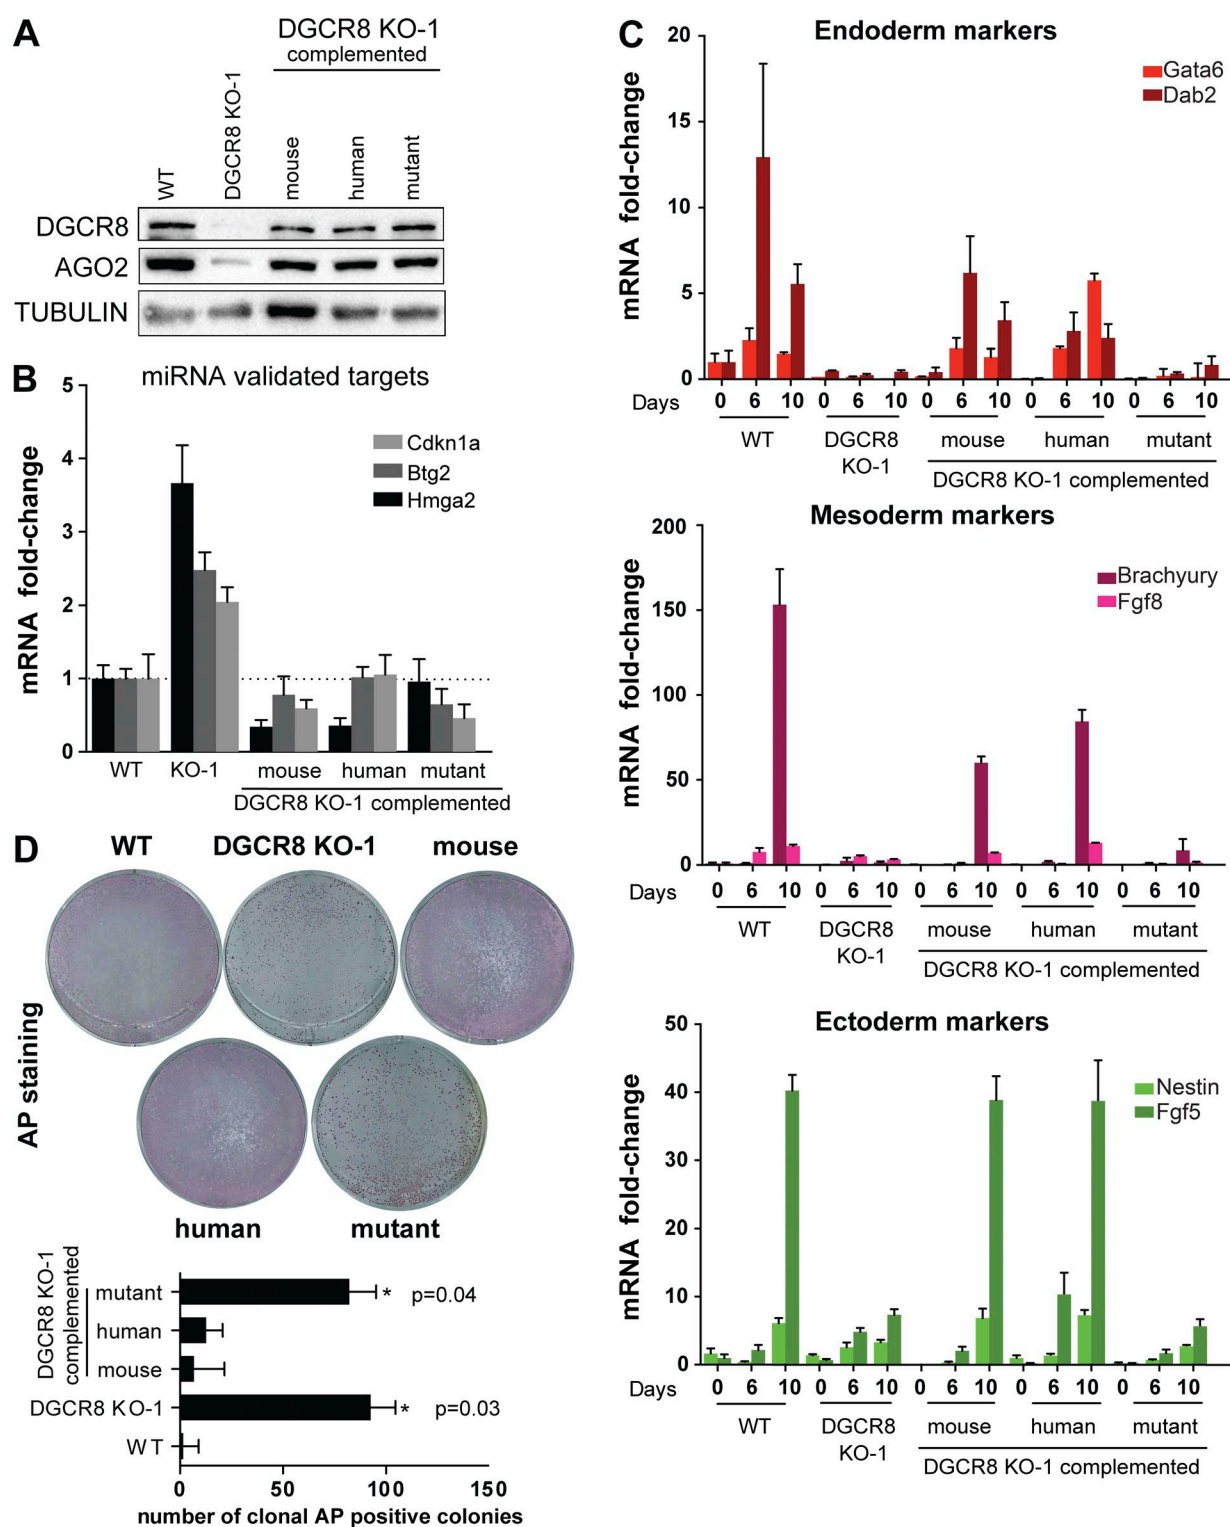 A
DGCR8 KO-1
complemented
WT
DGCR8 KO-1
mouse
human
mutant
DGCR8
AGO2
TUBULIN
B
miRNA validated targets
mRNA fold-change
5
4
3
2
1
0
Cdkn1a
Btg2
Hmga2
WT
KO-1
mouse
human
mutant
DGCR8 KO-1 complemented
C
Endoderm markers
mRNA fold-change
20
15
10
5
0
Gata6
Dab2
Days
0 6 10 0 6 10 0 6 10 0 6 10 0 6 10
WT
DGCR8
KO-1
mouse
human
mutant
DGCR8 KO-1 complemented
Mesoderm markers
mRNA fold-change
200
150
100
50
0
Brachyury
Fgf8
Days
0 6 10 0 6 10 0 6 10 0 6 10 0 6 10
WT
DGCR8
KO-1
mouse
human
mutant
DGCR8 KO-1 complemented
Ectoderm markers
mRNA fold-change
50
40
30
20
10
0
Nestin
Fgf5
Days
0 6 10 0 6 10 0 6 10 0 6 10 0 6 10
WT
DGCR8
KO-1
mouse
human
mutant
DGCR8 KO-1 complemented
D
WT
DGCR8 KO-1
mouse
AP staining
human
mutant
DGCR8 KO-1
complemented
mutant
* p=0.04
human
mouse
DGCR8 KO-1
* p=0.03
WT
0 50 100 150
number of clonal AP positive colonies